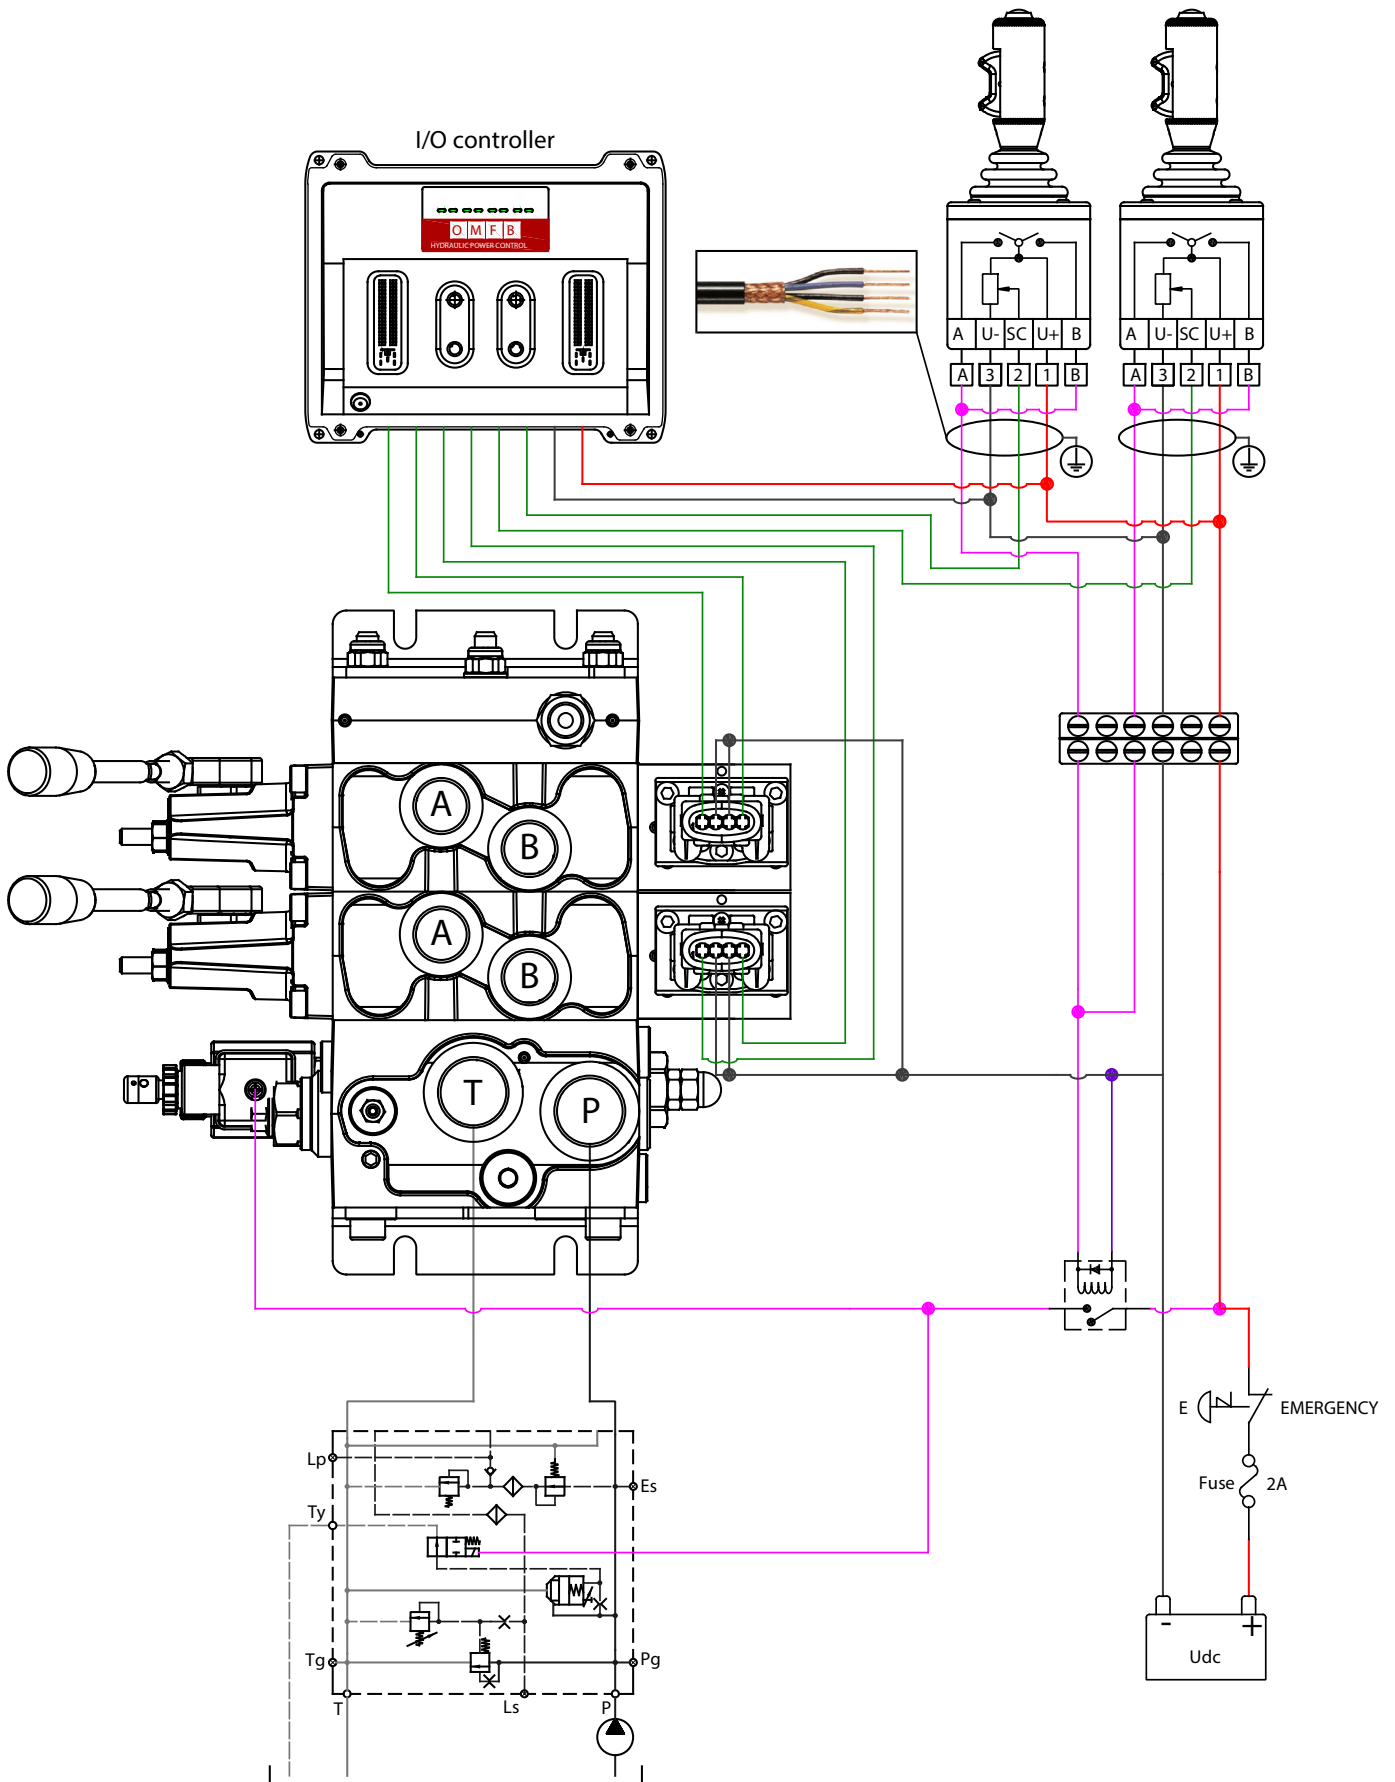 I/O controller
O M F B
HYDRAULIC POWER CONTROL
A U- SC U+ B
A U- SC U+ B
A 3 2 1 B
A 3 2 1 B
A
B
A
B
T
P
E
EMERGENCY
Fuse 2A
Lp
Es
Ty
Tg
Pg
T
Ls
P
- +
Udc